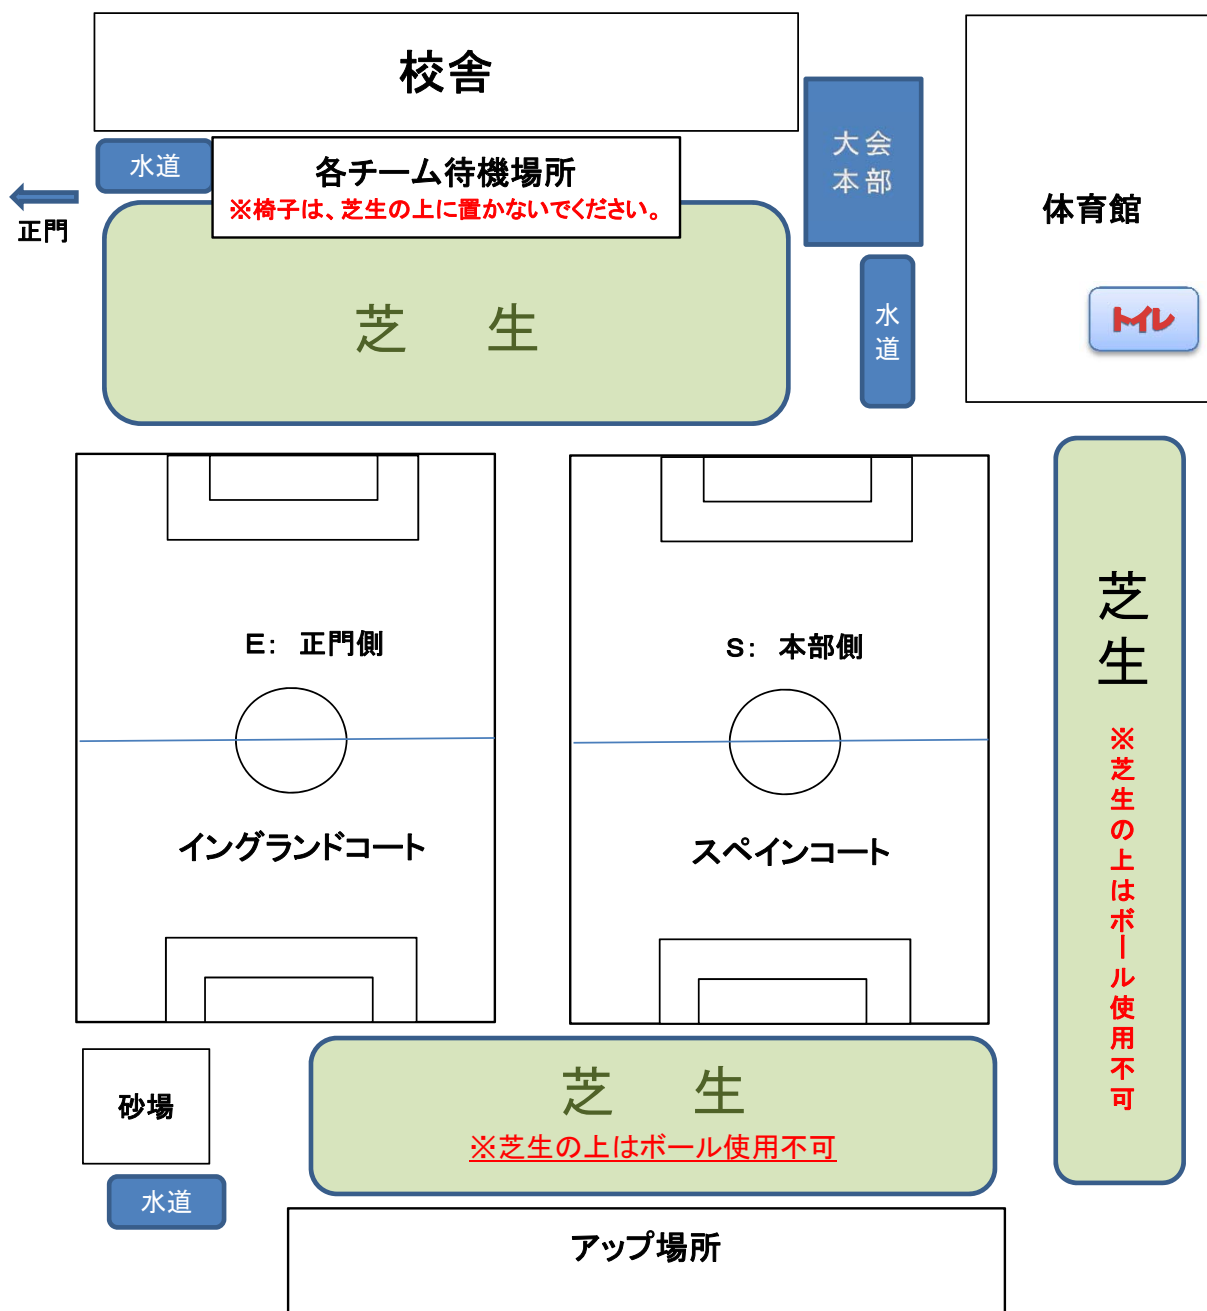 校舎
大会
本部
水道
各チーム待機場所
※椅子は、芝生の上に置かないでください。
正門
体育館
トイレ
水道
芝 生
E: 正門側
S: 本部側
イングランドコート
スペインコート
芝生
※芝生の上はボール使用不可
砂場
芝 生
※芝生の上はボール使用不可
水道
アップ場所